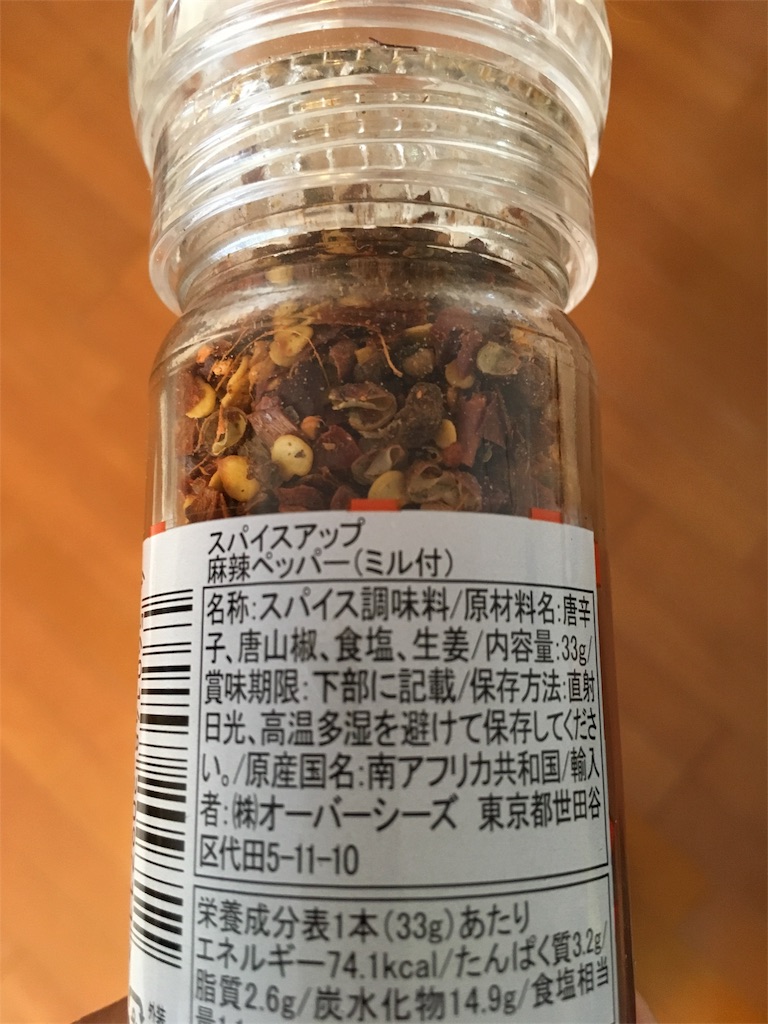 スパイスアップ
麻辣ペッパー(ミル付)
名称:スパイス調味料/原材料名:唐辛
子、唐山椒、食塩、生姜/内容量:33g/
賞味期限:下部に記載/保存方法:直射
日光、高温多湿を避けて保存してくださ
い。/原産国名:南アフリカ共和国/輸入
者:㈱オーバーシーズ 東京都世田谷
区代田5-11-10
栄養成分表1本(33g)あたり
エネルギー74.1kcal/たんぱく質3.2g/
脂質2.6g/炭水化物14.9g/食塩相当
外装